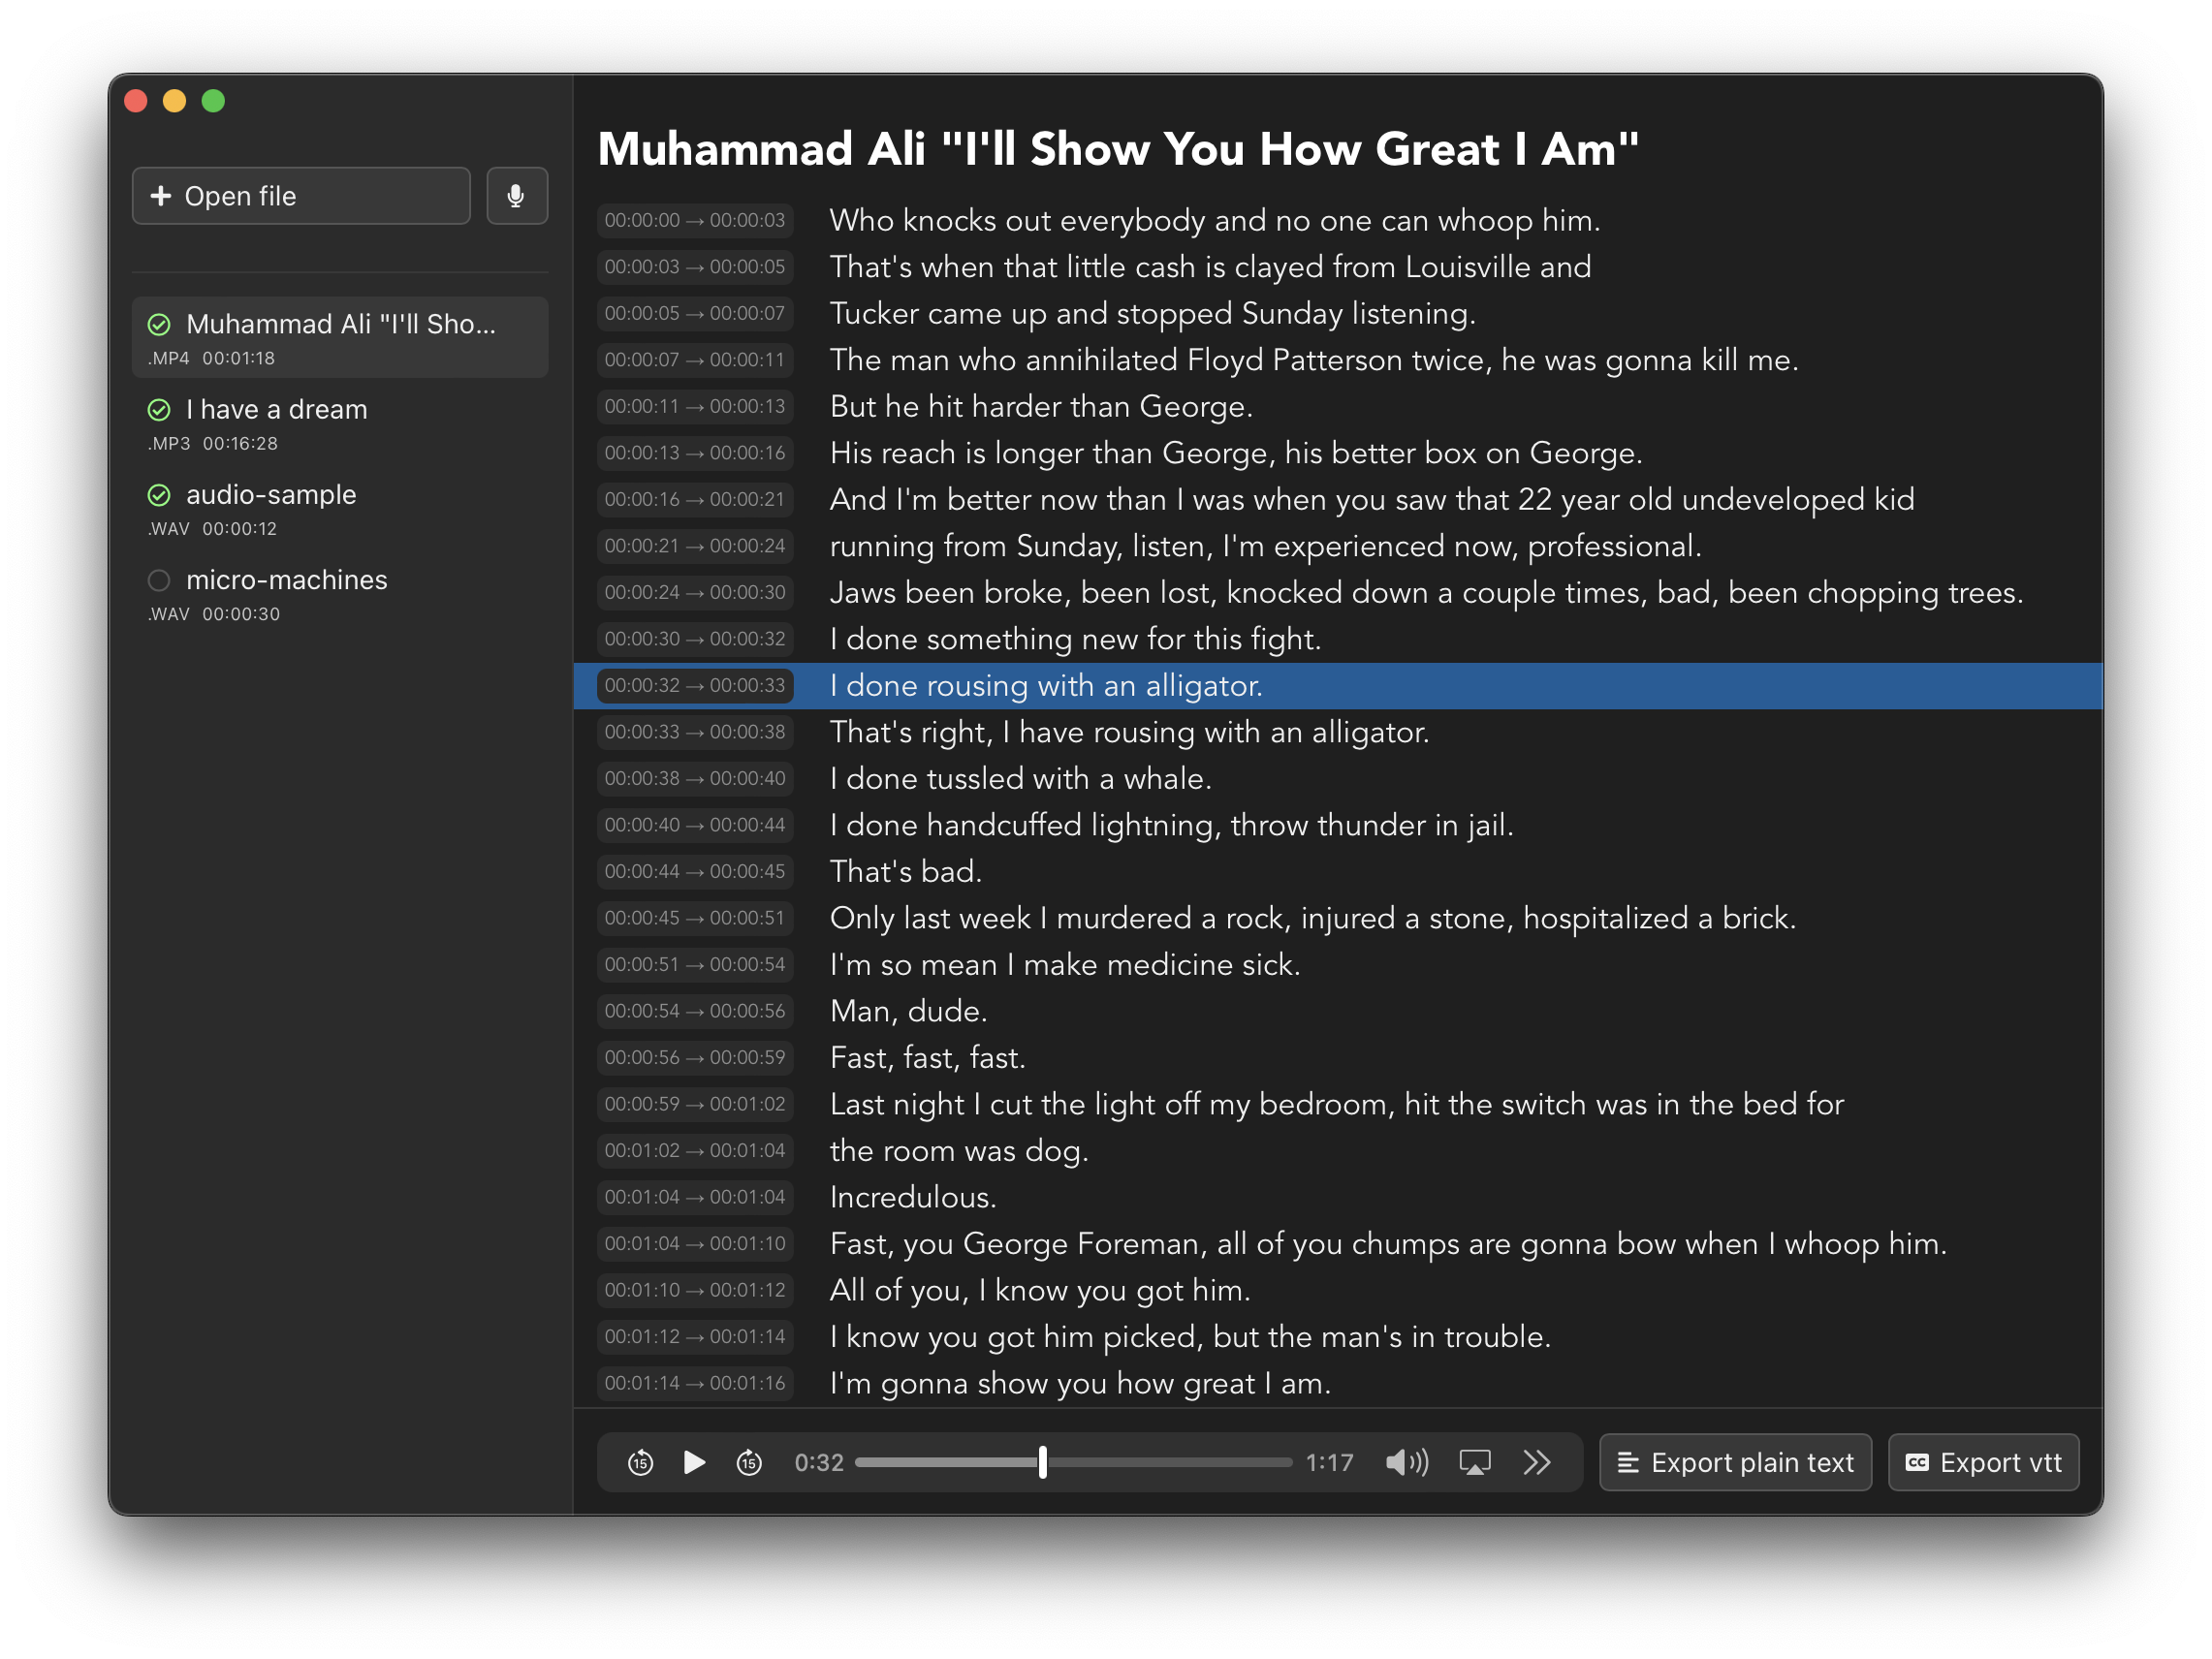 Open file
Muhammad Ali "I'll Sho...
.MP4 00:01:18
I have a dream
.MP3 00:16:28
audio-sample
.WAV 00:00:12
micro-machines
.WAV 00:00:30
Muhammad Ali "I'll Show You How Great I Am"
00:00:00 → 00:00:03 Who knocks out everybody and no one can whoop him.
00:00:03 → 00:00:05 That's when that little cash is clayed from Louisville and
00:00:05 → 00:00:07 Tucker came up and stopped Sunday listening.
00:00:07 → 00:00:11 The man who annihilated Floyd Patterson twice, he was gonna kill me.
00:00:11 → 00:00:13 But he hit harder than George.
00:00:13 → 00:00:16 His reach is longer than George, his better box on George.
00:00:16 → 00:00:21 And I'm better now than I was when you saw that 22 year old undeveloped kid
00:00:21 → 00:00:24 running from Sunday, listen, I'm experienced now, professional.
00:00:24 → 00:00:30 Jaws been broke, been lost, knocked down a couple times, bad, been chopping trees.
00:00:30 → 00:00:32 I done something new for this fight.
00:00:32 → 00:00:33 I done rousing with an alligator.
00:00:33 → 00:00:38 That's right, I have rousing with an alligator.
00:00:38 → 00:00:40 I done tussled with a whale.
00:00:40 → 00:00:44 I done handcuffed lightning, throw thunder in jail.
00:00:44 → 00:00:45 That's bad.
00:00:45 → 00:00:51 Only last week I murdered a rock, injured a stone, hospitalized a brick.
00:00:51 → 00:00:54 I'm so mean I make medicine sick.
00:00:54 → 00:00:56 Man, dude.
00:00:56 → 00:00:59 Fast, fast, fast.
00:00:59 → 00:01:02 Last night I cut the light off my bedroom, hit the switch was in the bed for
00:01:02 → 00:01:04 the room was dog.
00:01:04 → 00:01:04 Incredulous.
00:01:04 → 00:01:10 Fast, you George Foreman, all of you chumps are gonna bow when I whoop him.
00:01:10 → 00:01:12 All of you, I know you got him.
00:01:12 → 00:01:14 I know you got him picked, but the man's in trouble.
00:01:14 → 00:01:16 I'm gonna show you how great I am.
15 15 0:32 1:17 Export plain text CC Export vtt